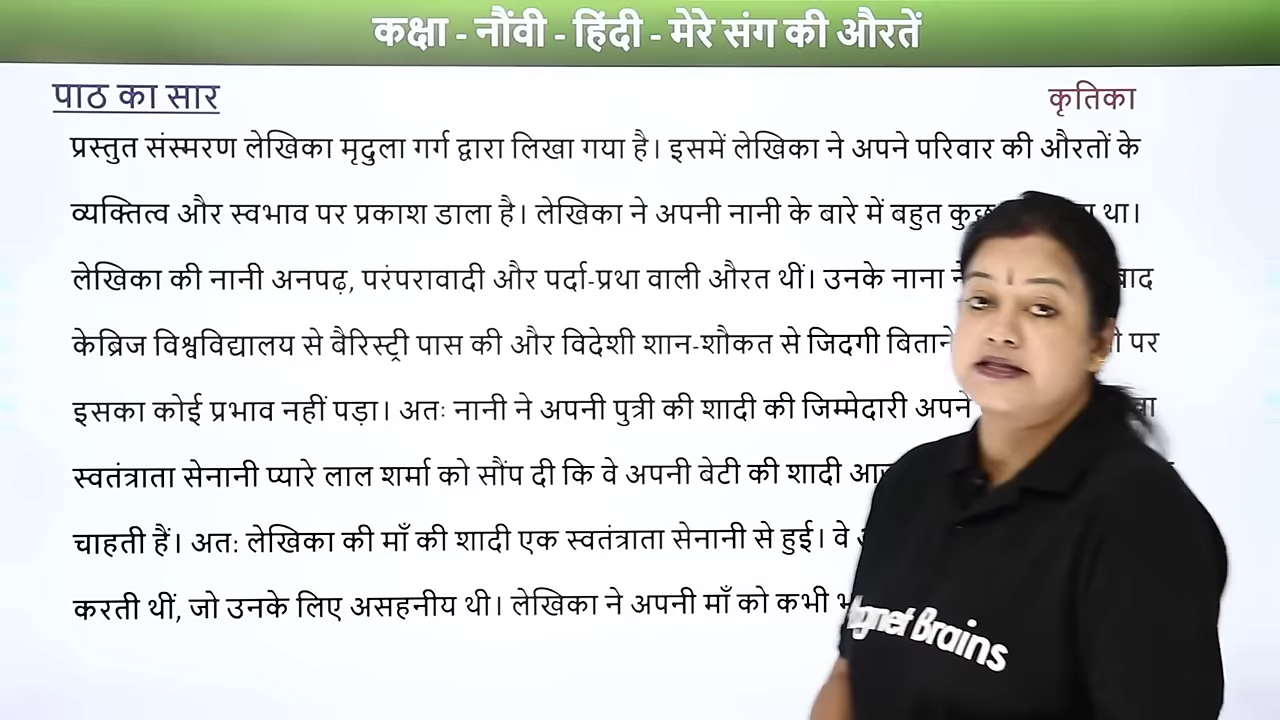 कक्षा - नौंवी - हिंदी - मेरे संग की औरतें
पाठ का सार
कृतिका
प्रस्तुत संस्मरण लेखिका मृदुला गर्ग द्वारा लिखा गया है। इसमें लेखिका ने अपने परिवार की औरतों के
व्यक्तित्व और स्वभाव पर प्रकाश डाला है। लेखिका ने अपनी नानी के बारे में बहुत कुछ था।
लेखिका की नानी अनपढ़, परंपरावादी और पर्दा-प्रथा वाली औरत थीं। उनके नाना ने
केब्रिज विश्वविद्यालय से बैरिस्ट्री पास की और विदेशी शान-शौकत से जिदगी बिताने पर
इसका कोई प्रभाव नहीं पड़ा। अतः नानी ने अपनी पुत्री की शादी की जिम्मेदारी अपने
स्वतंत्राता सेनानी प्यारे लाल शर्मा को सौंप दी कि वे अपनी बेटी की शादी
चाहती हैं। अतः लेखिका की माँ की शादी एक स्वतंत्राता सेनानी से हुई। वे
करती थीं, जो उनके लिए असहनीय थी। लेखिका ने अपनी माँ को कभी
Magnet Brains